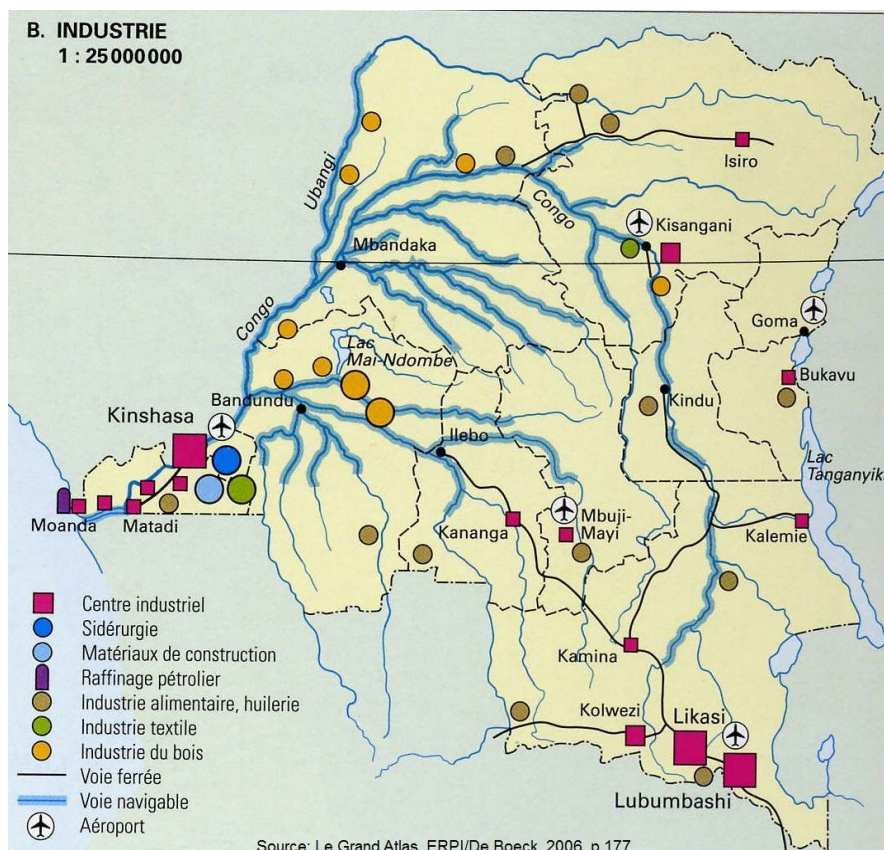 B. INDUSTRIE
1 : 25 000 000
Ubangi
Isiro
Congo
Kisangani
Mbandaka
Congo
Goma
Lac
Mai-Ndombe
Bukavu
Bandundu
Kindu
Kinshasa
Ilebo
Lac
Tanganyika
Moanda
Matadi
Kananga
Mbuji-
Mayi
Kalemie
Kamina
Kolwezi
Likasi
Lubumbashi
Centre industriel
Sidérurgie
Matériaux de construction
Raffinage pétrolier
Industrie alimentaire, huilerie
Industrie textile
Industrie du bois
Voie ferrée
Voie navigable
Aéroport
Source: Le Grand Atlas, ERPI/De Boeck, 2006, p.177